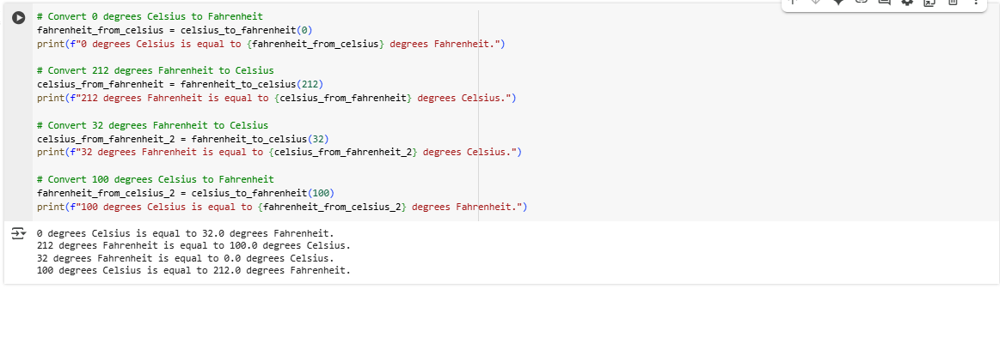 # Convert 0 degrees Celsius to Fahrenheit
fahrenheit_from_celsius = celsius_to_fahrenheit(0)
print(f"0 degrees Celsius is equal to {fahrenheit_from_celsius} degrees Fahrenheit.")
# Convert 212 degrees Fahrenheit to Celsius
celsius_from_fahrenheit = fahrenheit_to_celsius(212)
print(f"212 degrees Fahrenheit is equal to {celsius_from_fahrenheit} degrees Celsius.")
# Convert 32 degrees Fahrenheit to Celsius
celsius_from_fahrenheit_2 = fahrenheit_to_celsius(32)
print(f"32 degrees Fahrenheit is equal to {celsius_from_fahrenheit_2} degrees Celsius.")
# Convert 100 degrees Celsius to Fahrenheit
fahrenheit_from_celsius_2 = celsius_to_fahrenheit(100)
print(f"100 degrees Celsius is equal to {fahrenheit_from_celsius_2} degrees Fahrenheit.")
0 degrees Celsius is equal to 32.0 degrees Fahrenheit.
212 degrees Fahrenheit is equal to 100.0 degrees Celsius.
32 degrees Fahrenheit is equal to 0.0 degrees Celsius.
100 degrees Celsius is equal to 212.0 degrees Fahrenheit.